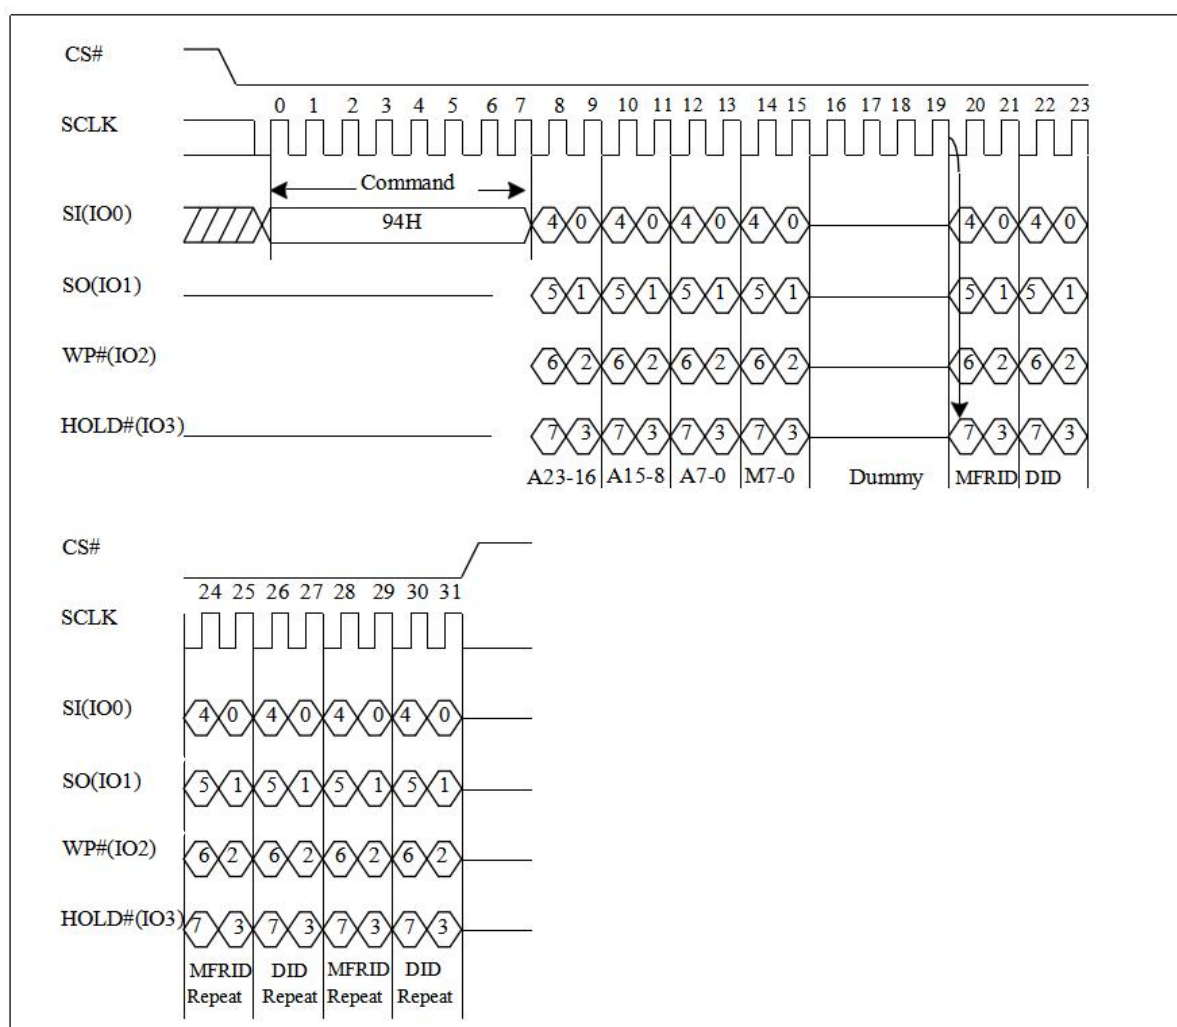 CS#
0 1 2 3 4 5 6 7 8 9 10 11 12 13 14 15 16 17 18 19 20 21 22 23
SCLK
Command
SI(IO0) 94H 4 0 4 0 4 0 4 0 4 0 4 0
SO(IO1) 5 1 5 1 5 1 5 1 5 1 5 1
WP#(IO2) 6 2 6 2 6 2 6 2 6 2 6 2
HOLD#(IO3) 7 3 7 3 7 3 7 3 7 3 7 3
A23-16 A15-8 A7-0 M7-0 Dummy MFRID DID
CS#
24 25 26 27 28 29 30 31
SCLK
SI(IO0) 4 0 4 0 4 0 4 0
SO(IO1) 5 1 5 1 5 1 5 1
WP#(IO2) 6 2 6 2 6 2 6 2
HOLD#(IO3) 7 3 7 3 7 3 7 3
MFRID DID MFRID DID
Repeat Repeat Repeat Repeat